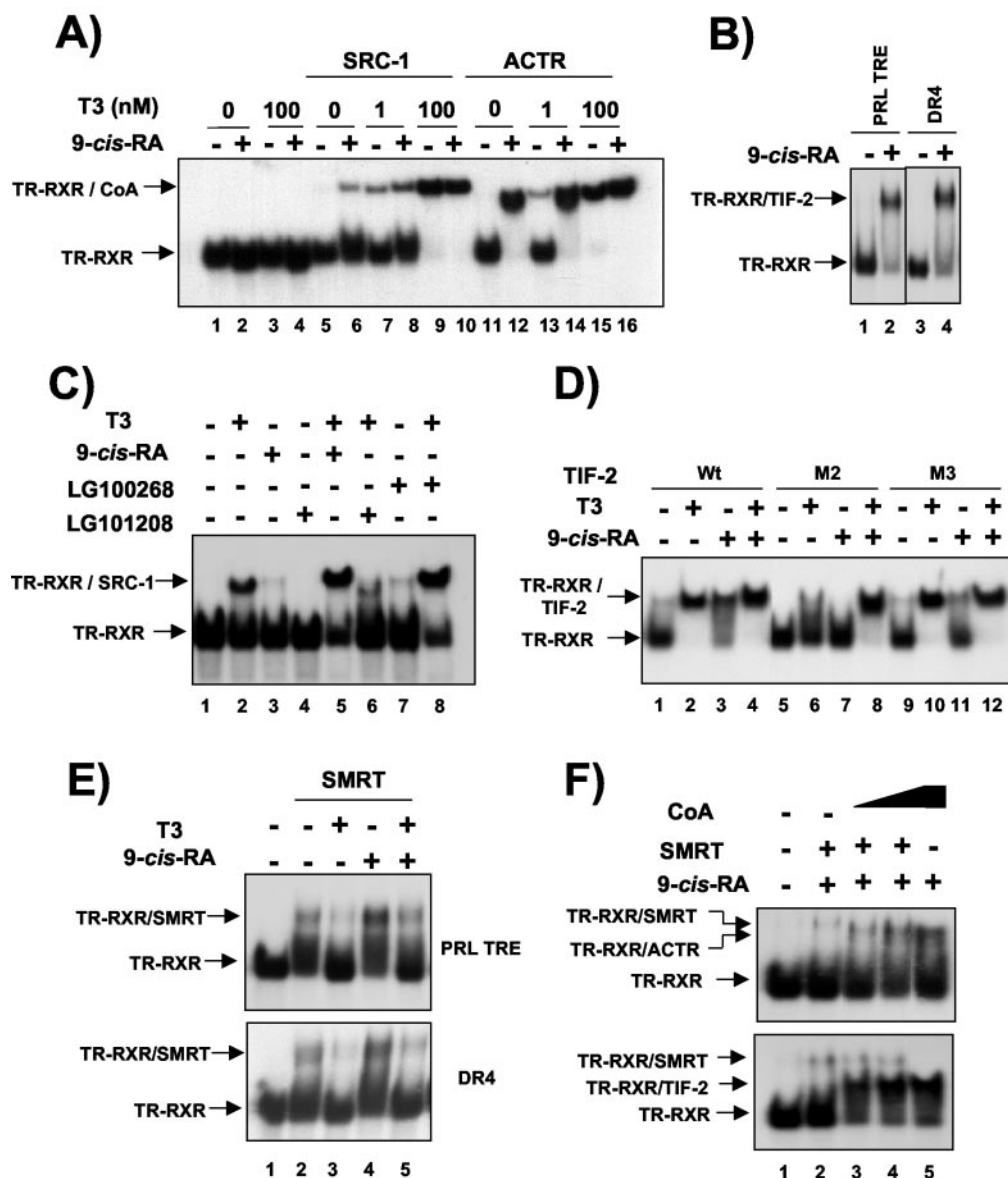 A)
SRC-1 ACTR
T3 (nM) 0 100 0 1 100 0 1 100
9-cis-RA - + - + - + - + - + - + - + - +
TR-RXR / CoA
TR-RXR
1 2 3 4 5 6 7 8 9 10 11 12 13 14 15 16
B)
PRL TRE DR4
9-cis-RA - + - +
TR-RXR/TIF-2
TR-RXR
1 2 3 4
C)
T3 - + - - + + - +
9-cis-RA - - + - + - - -
LG100268 - - - - - - + +
LG101208 - - - + - + - -
TR-RXR / SRC-1
TR-RXR
1 2 3 4 5 6 7 8
D)
TIF-2 Wt M2 M3
T3 - + - + - + - + - + - +
9-cis-RA - - + + - - + + - - + +
TR-RXR /
TIF-2
TR-RXR
1 2 3 4 5 6 7 8 9 10 11 12
E)
SMRT
T3 - - + - +
9-cis-RA - - - + +
TR-RXR/SMRT
TR-RXR
PRL TRE
TR-RXR/SMRT
TR-RXR
DR4
1 2 3 4 5
F)
CoA - -
SMRT - + + + -
9-cis-RA - + + + +
TR-RXR/SMRT
TR-RXR/ACTR
TR-RXR
TR-RXR/SMRT
TR-RXR/TIF-2
TR-RXR
1 2 3 4 5